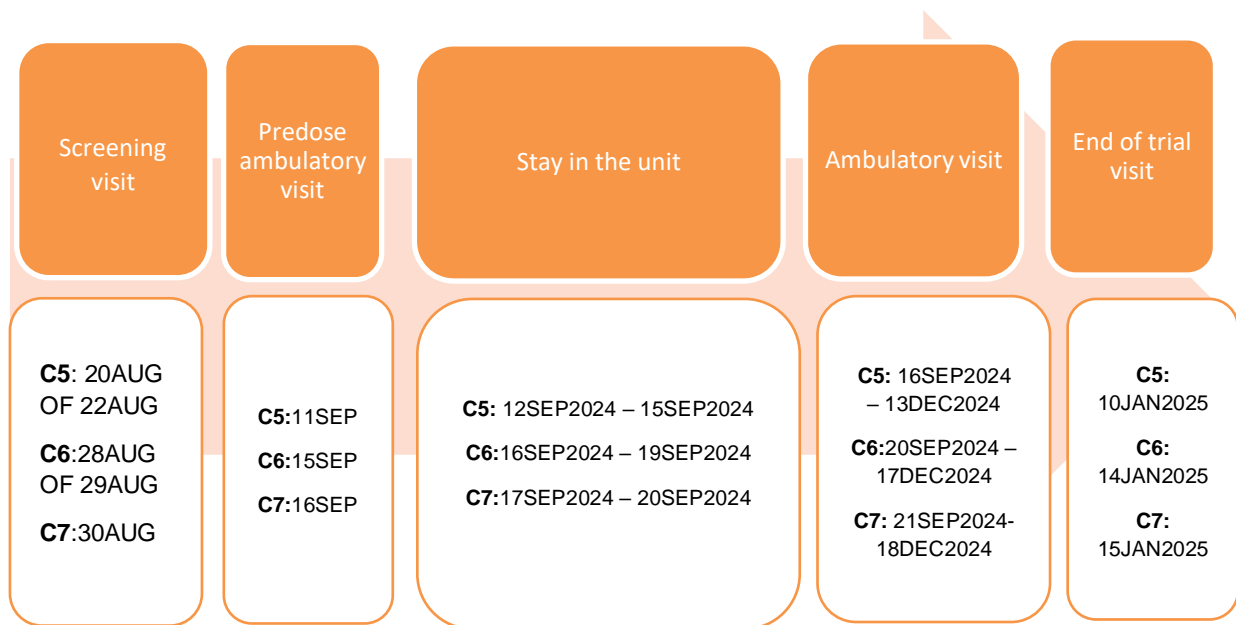 Screening
visit
Predose
ambulatory
visit
Stay in the unit
Ambulatory visit
End of trial
visit
C5: 20AUG
OF 22AUG
C6:28AUG
OF 29AUG
C7:30AUG
C5:11SEP
C6:15SEP
C7:16SEP
C5: 12SEP2024 – 15SEP2024
C6:16SEP2024 – 19SEP2024
C7:17SEP2024 – 20SEP2024
C5: 16SEP2024
– 13DEC2024
C6:20SEP2024 –
17DEC2024
C7: 21SEP2024-
18DEC2024
C5:
10JAN2025
C6:
14JAN2025
C7:
15JAN2025